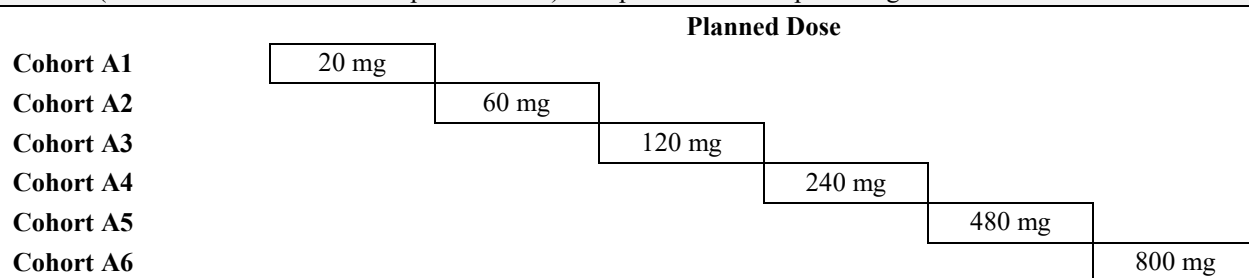 Planned Dose
Cohort A1 20 mg
Cohort A2 60 mg
Cohort A3 120 mg
Cohort A4 240 mg
Cohort A5 480 mg
Cohort A6 800 mg